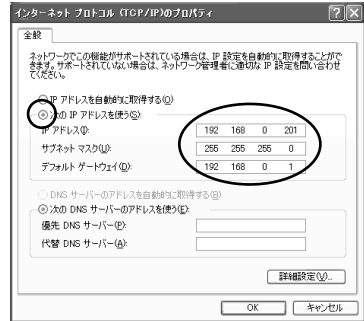 インターネット プロトコル (TCP/IP)のプロパティ
全般
ネットワークでこの機能がサポートされている場合は、IP 設定を自動的に取得することがで
きます。サポートされていない場合は、ネットワーク管理者に適切な IP 設定を問い合わせ
てください。
IP アドレスを自動的に取得する(O)
次の IP アドレスを使う(S):
IP アドレス(I): 192 168 0 201
サブネット マスク(U): 255 255 255 0
デフォルト ゲートウェイ(D): 192 168 0 1
DNS サーバーのアドレスを自動的に取得する(B)
次の DNS サーバーのアドレスを使う(E):
優先 DNS サーバー(P):
代替 DNS サーバー(A):
詳細設定(V)...
OK キャンセル